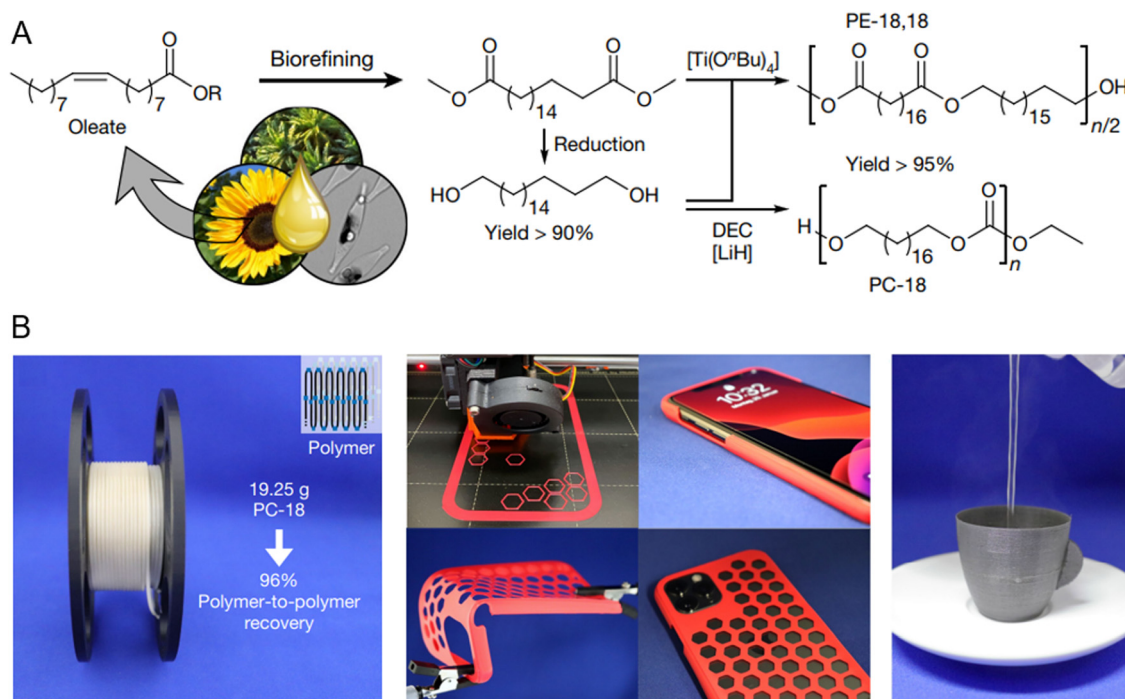 A
O
7
7
OR
Oleate
Biorefining
O
O
O
O
14
Reduction
HO
OH
14
Yield > 90%
[Ti(OⁿBu)₄]
DEC
[LiH]
PE-18,18
O
O
O
O
16
15
OH
n/2
Yield > 95%
O
H
O
O
O
16
n
PC-18
B
Polymer
19.25 g
PC-18
96%
Polymer-to-polymer
recovery
10:32